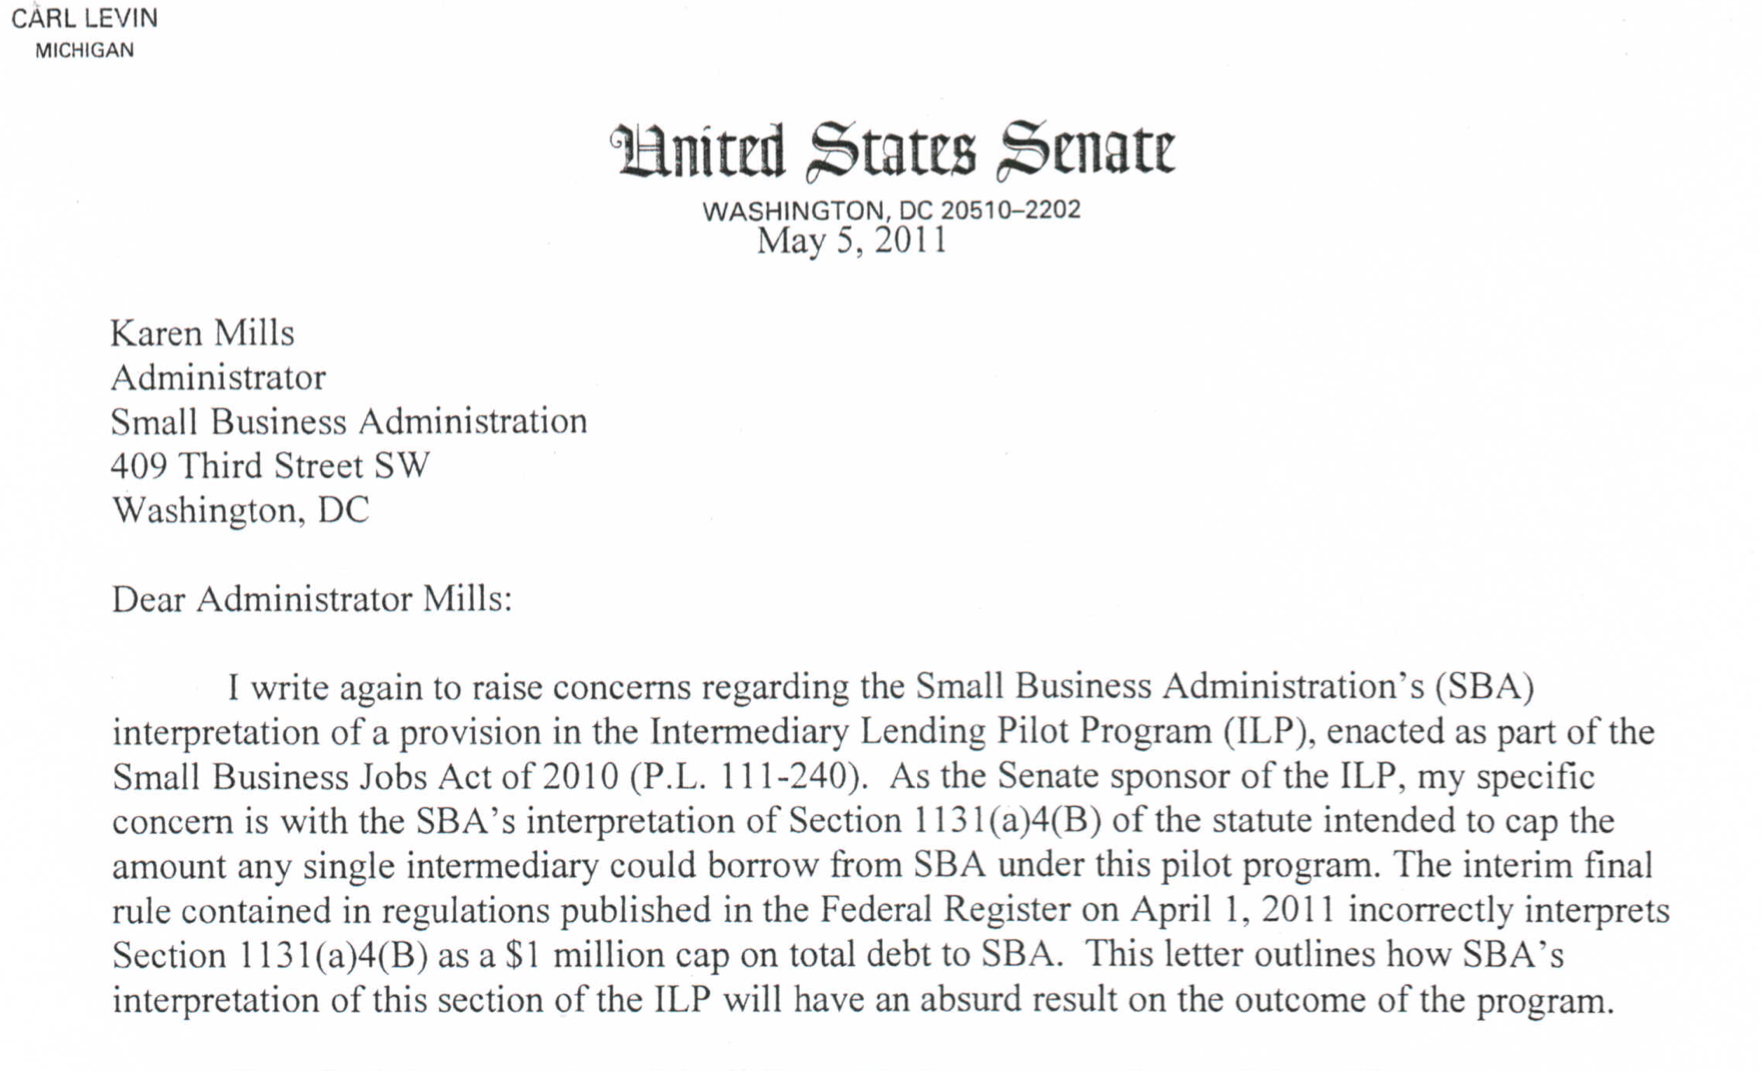 CARL LEVIN
MICHIGAN
United States Senate
WASHINGTON, DC 20510–2202
May 5, 2011
Karen Mills
Administrator
Small Business Administration
409 Third Street SW
Washington, DC
Dear Administrator Mills:
I write again to raise concerns regarding the Small Business Administration’s (SBA)
interpretation of a provision in the Intermediary Lending Pilot Program (ILP), enacted as part of the
Small Business Jobs Act of 2010 (P.L. 111-240).  As the Senate sponsor of the ILP, my specific
concern is with the SBA’s interpretation of Section 1131(a)4(B) of the statute intended to cap the
amount any single intermediary could borrow from SBA under this pilot program. The interim final
rule contained in regulations published in the Federal Register on April 1, 2011 incorrectly interprets
Section 1131(a)4(B) as a $1 million cap on total debt to SBA.  This letter outlines how SBA’s
interpretation of this section of the ILP will have an absurd result on the outcome of the program.